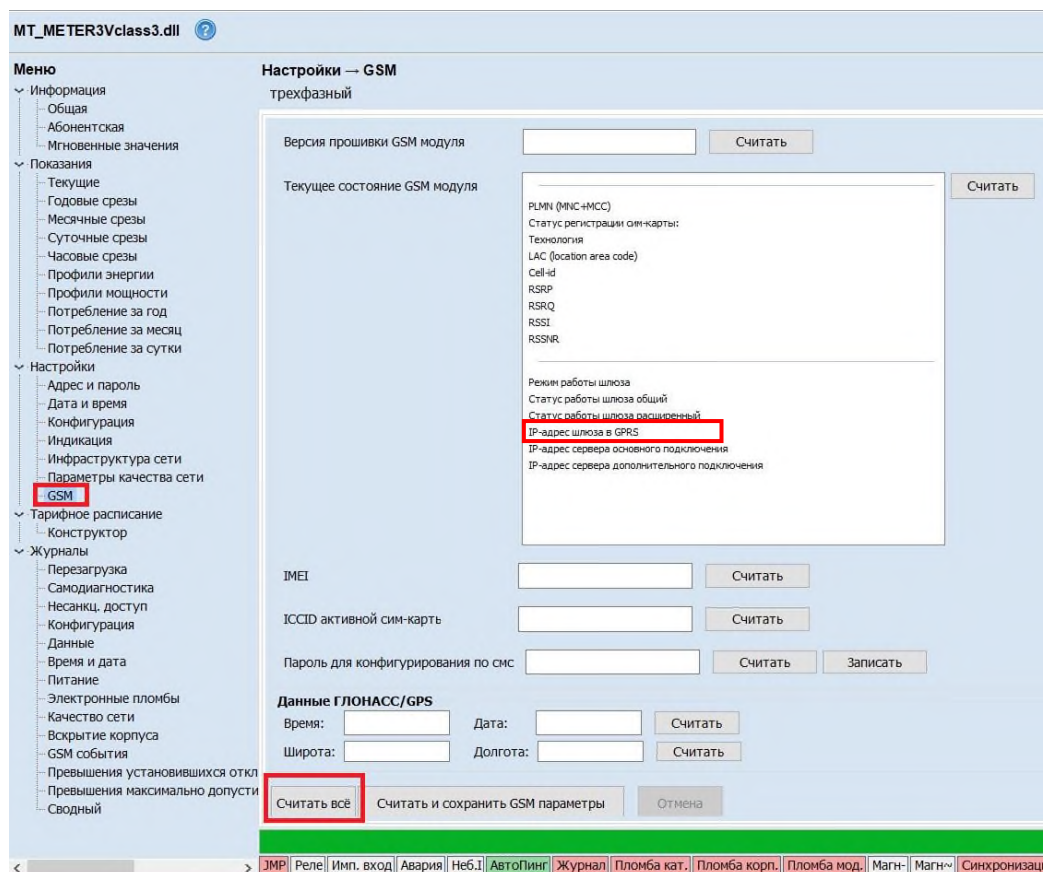 MT_METER3Vclass3.dll ?
Меню
Информация
Общая
Абонентская
Мгновенные значения
Показания
Текущие
Годовые срезы
Месячные срезы
Суточные срезы
Часовые срезы
Профили энергии
Профили мощности
Потребление за год
Потребление за месяц
Потребление за сутки
Настройки
Адрес и пароль
Дата и время
Конфигурация
Индикация
Инфраструктура сети
Параметры качества сети
GSM
Тарифное расписание
Конструктор
Журналы
Перезагрузка
Самодиагностика
Несанкц. доступ
Конфигурация
Данные
Время и дата
Питание
Электронные пломбы
Качество сети
Вскрытие корпуса
GSM события
Превышения установившихся откл
Превышения максимально допусти
Сводный
Настройки → GSM
трехфазный
Версия прошивки GSM модуля Считать
Текущее состояние GSM модуля Считать
PLMN (MNC+MCC)
Статус регистрации сим-карты:
Технология
LAC (location area code)
Cell-id
RSRP
RSRQ
RSSI
RSSNR
Режим работы шлюза
Статус работы шлюза общий
Статус работы шлюза расширенный
IP-адрес шлюза в GPRS
IP-адрес сервера основного подключения
IP-адрес сервера дополнительного подключения
IMEI Считать
ICCID активной сим-карть Считать
Пароль для конфигурирования по смс Считать Записать
Данные ГЛОНАСС/GPS
Время: Дата: Считать
Широта: Долгота: Считать
Считать всё Считать и сохранить GSM параметры Отмена
JMP Реле Имп. вход Авария Неб.I АвтоПинг Журнал Пломба кат. Пломба корп. Пломба мод. Магн- Магн~ Синхронизаци